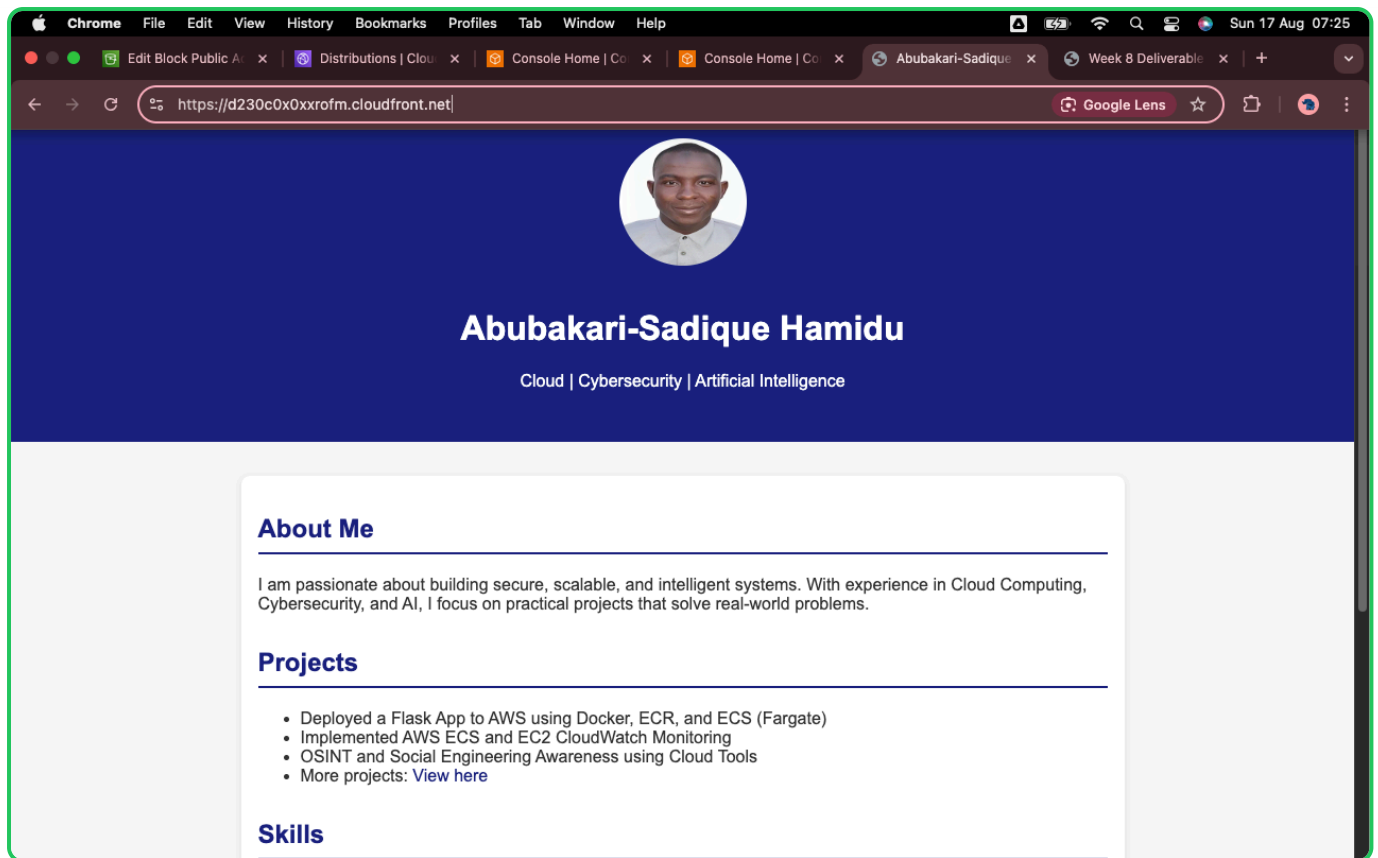 Chrome File Edit View History Bookmarks Profiles Tab Window Help Sun 17 Aug 07:25
Edit Block Public Ac Distributions | Clou Console Home | Co Console Home | Co Abubakari-Sadique Week 8 Deliverable
https://d230c0x0xxrofm.cloudfront.net Google Lens
Abubakari-Sadique Hamidu
Cloud | Cybersecurity | Artificial Intelligence
About Me
I am passionate about building secure, scalable, and intelligent systems. With experience in Cloud Computing,
Cybersecurity, and AI, I focus on practical projects that solve real-world problems.
Projects
• Deployed a Flask App to AWS using Docker, ECR, and ECS (Fargate)
• Implemented AWS ECS and EC2 CloudWatch Monitoring
• OSINT and Social Engineering Awareness using Cloud Tools
• More projects: View here
Skills